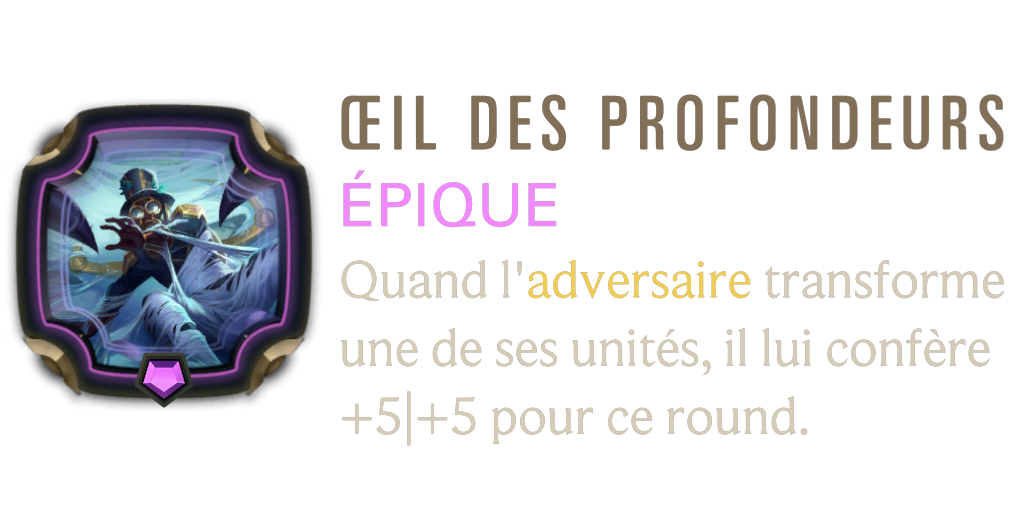 ŒIL DES PROFONDEURS
ÉPIQUE
Quand l'adversaire transforme
une de ses unités, il lui confère
+5|+5 pour ce round.